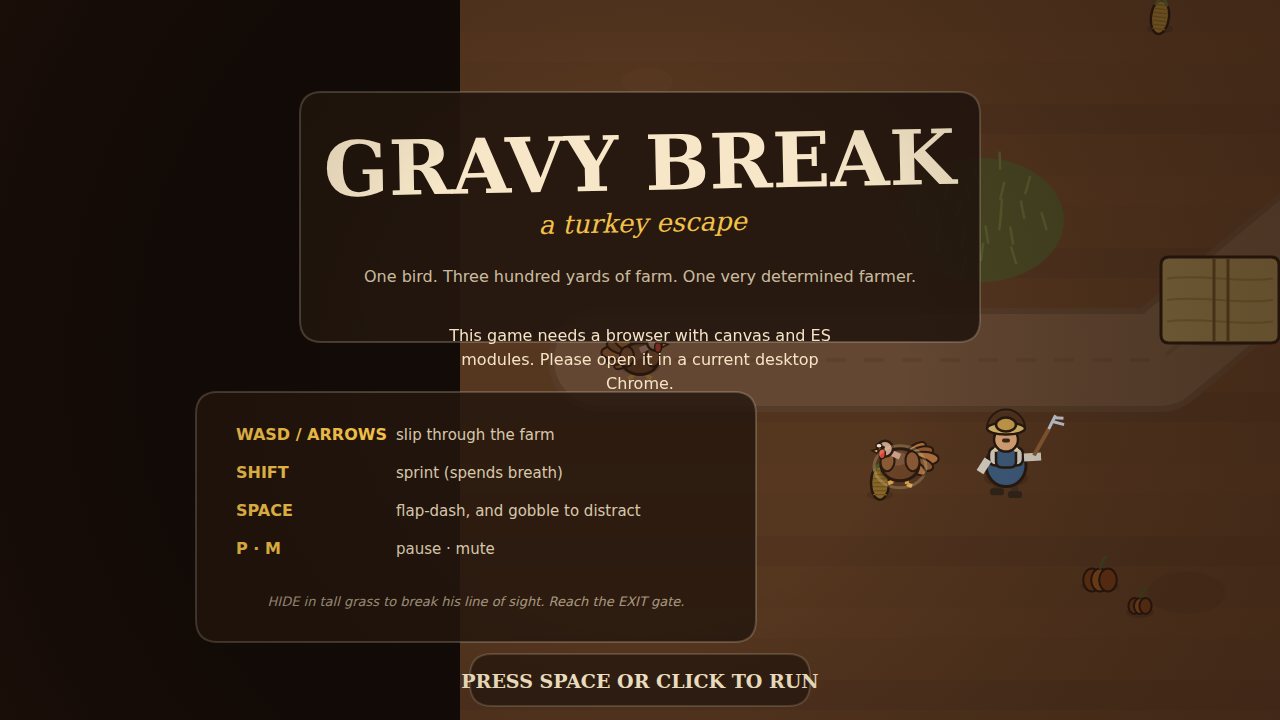 GRAVY BREAK
a turkey escape
One bird. Three hundred yards of farm. One very determined farmer.
This game needs a browser with canvas and ES
modules. Please open it in a current desktop
Chrome.
WASD / ARROWS slip through the farm
SHIFT sprint (spends breath)
SPACE flap-dash, and gobble to distract
P · M pause · mute
HIDE in tall grass to break his line of sight. Reach the EXIT gate.
PRESS SPACE OR CLICK TO RUN